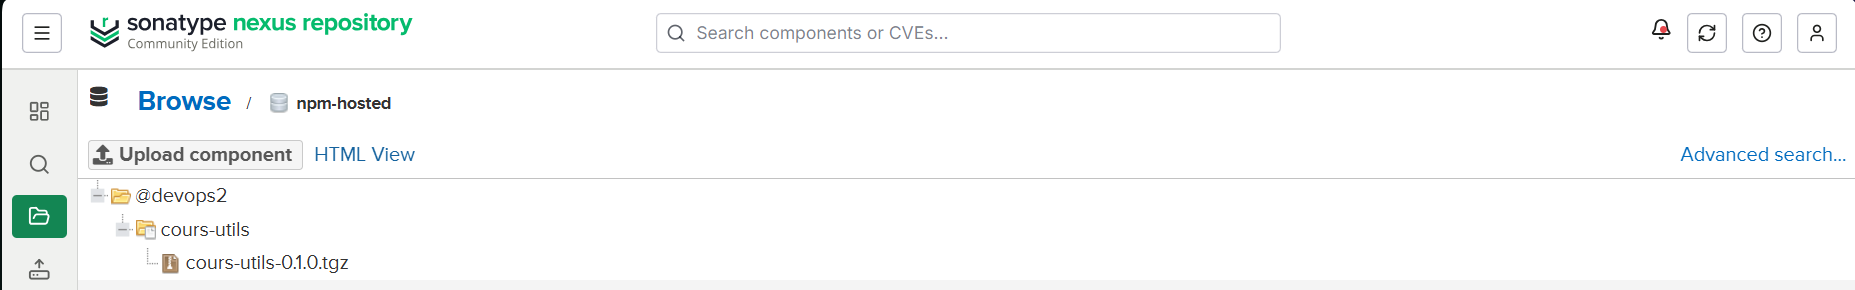 sonatype nexus repository
Community Edition
Search components or CVEs...
Browse / npm-hosted
Upload component HTML View Advanced search...
@devops2
cours-utils
cours-utils-0.1.0.tgz